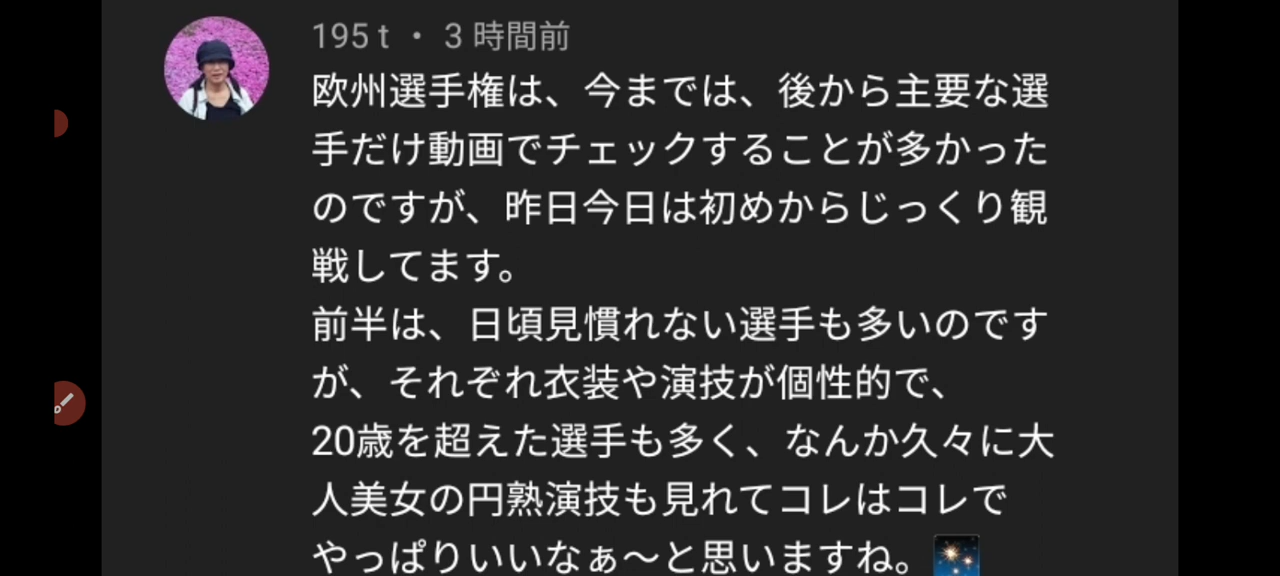 195 t ・ 3 時間前
欧州選手権は、今までは、後から主要な選
手だけ動画でチェックすることが多かった
のですが、昨日今日は初めからじっくり観
戦してます。
前半は、日頃見慣れない選手も多いのです
が、それぞれ衣装や演技が個性的で、
20歳を超えた選手も多く、なんか久々に大
人美女の円熟演技も見れてコレはコレで
やっぱりいいなぁ〜と思いますね。🎇